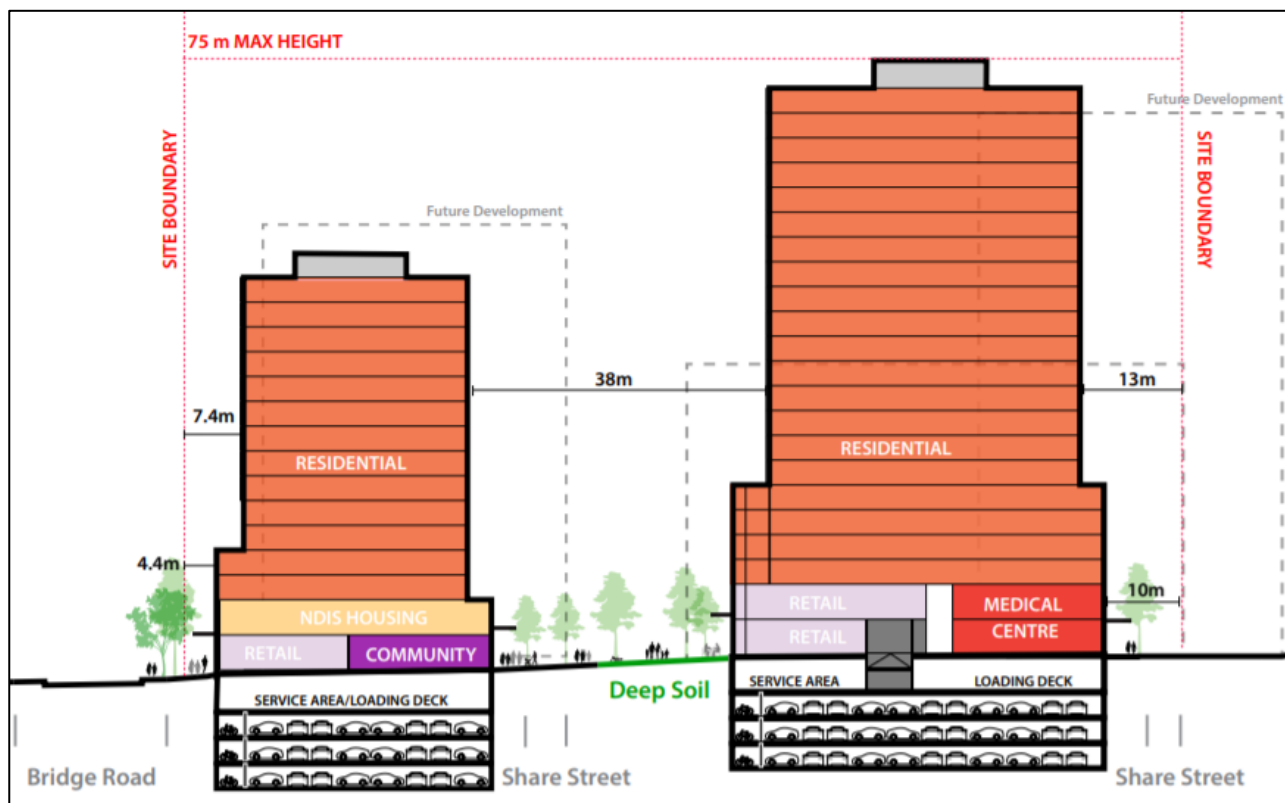 75 m MAX HEIGHT
SITE BOUNDARY
Future Development
SITE BOUNDARY
Future Development
38m
13m
7.4m
RESIDENTIAL
RESIDENTIAL
4.4m
10m
NDIS HOUSING
RETAIL
MEDICAL
CENTRE
RETAIL
RETAIL
COMMUNITY
Deep Soil
SERVICE AREA
LOADING DECK
SERVICE AREA/LOADING DECK
Bridge Road
Share Street
Share Street